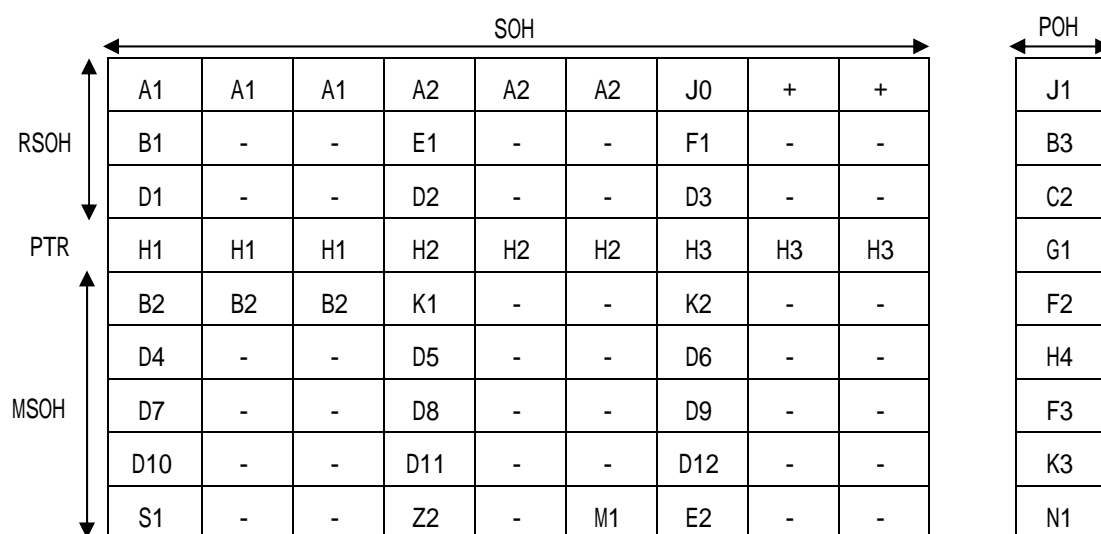 SOH POH
A1 A1 A1 A2 A2 A2 J0 + + J1
RSOH B1 - - E1 - - F1 - - B3
D1 - - D2 - - D3 - - C2
PTR H1 H1 H1 H2 H2 H2 H3 H3 H3 G1
B2 B2 B2 K1 - - K2 - - F2
D4 - - D5 - - D6 - - H4
MSOH D7 - - D8 - - D9 - - F3
D10 - - D11 - - D12 - - K3
S1 - - Z2 - M1 E2 - - N1